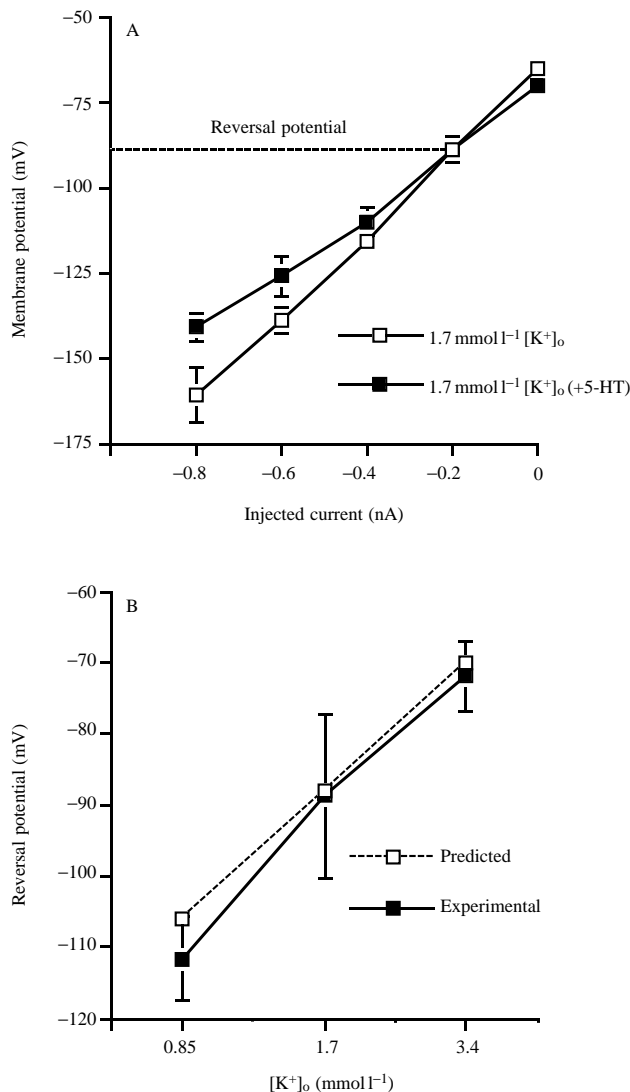 A
−50
−75
−100
−125
−150
−175
Membrane potential (mV)
Reversal potential
1.7 mmol l⁻¹ [K⁺]ₒ
1.7 mmol l⁻¹ [K⁺]ₒ (+5-HT)
−0.8 −0.6 −0.4 −0.2 0
Injected current (nA)
B
−60
−70
−80
−90
−100
−110
−120
Reversal potential (mV)
Predicted
Experimental
0.85 1.7 3.4
[K⁺]ₒ (mmol l⁻¹)